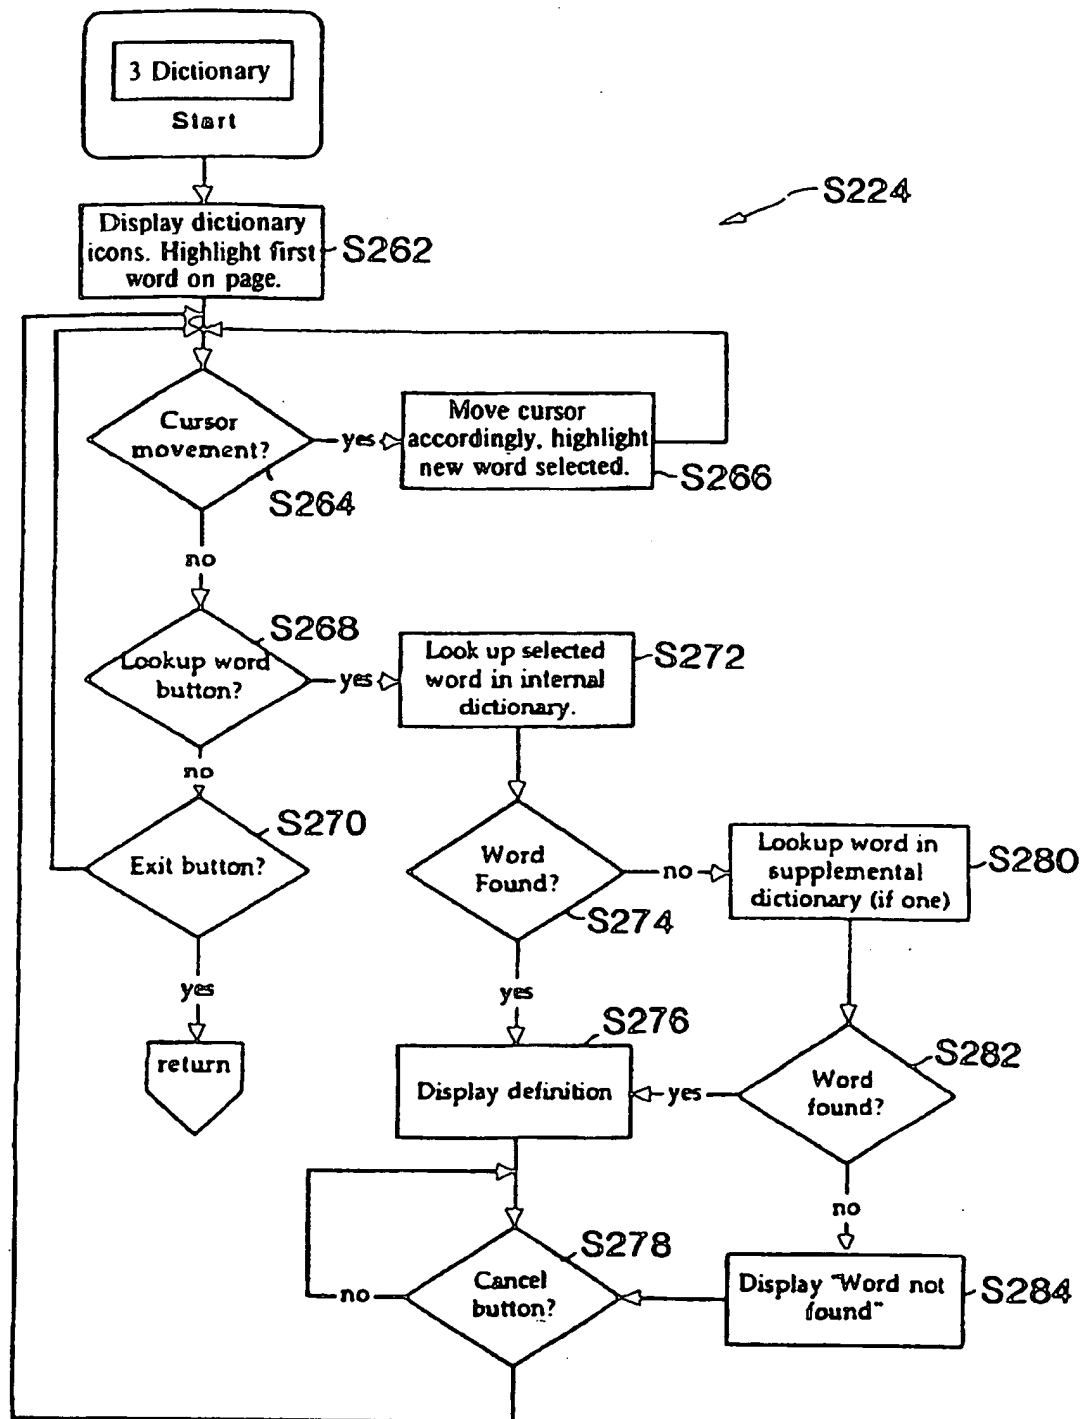 3 Dictionary
Start
S224
Display dictionary
icons. Highlight first
word on page.
S262
Cursor
movement?
S264
yes
Move cursor
accordingly, highlight
new word selected.
S266
no
S268
Lookup word
button?
yes
Look up selected
word in internal
dictionary.
S272
no
S270
Exit button?
Word
Found?
S274
no
Lookup word in
supplemental
dictionary (if one)
S280
yes
return
yes
S276
Display definition
yes
S282
Word
found?
no
S278
Cancel
button?
no
Display "Word not
found"
S284